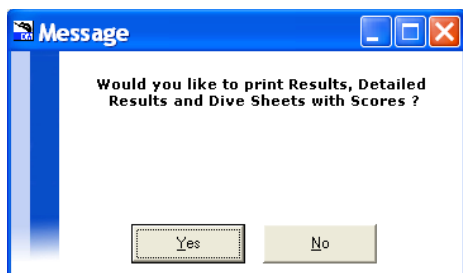 Message
Would you like to print Results, Detailed
Results and Dive Sheets with Scores ?
Yes
No